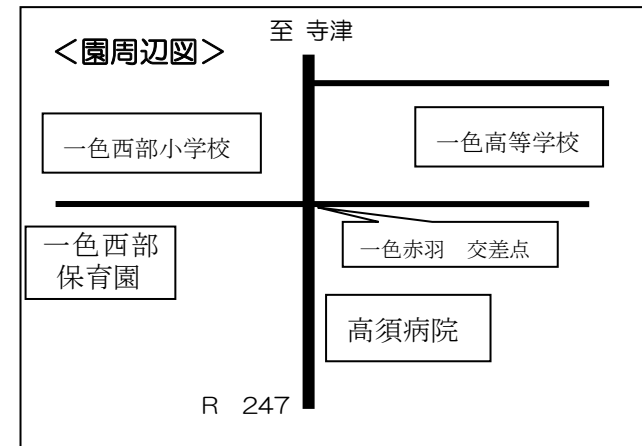 至 寺津
＜園周辺図＞
一色西部小学校
一色高等学校
一色西部
保育園
一色赤羽　交差点
高須病院
R　247